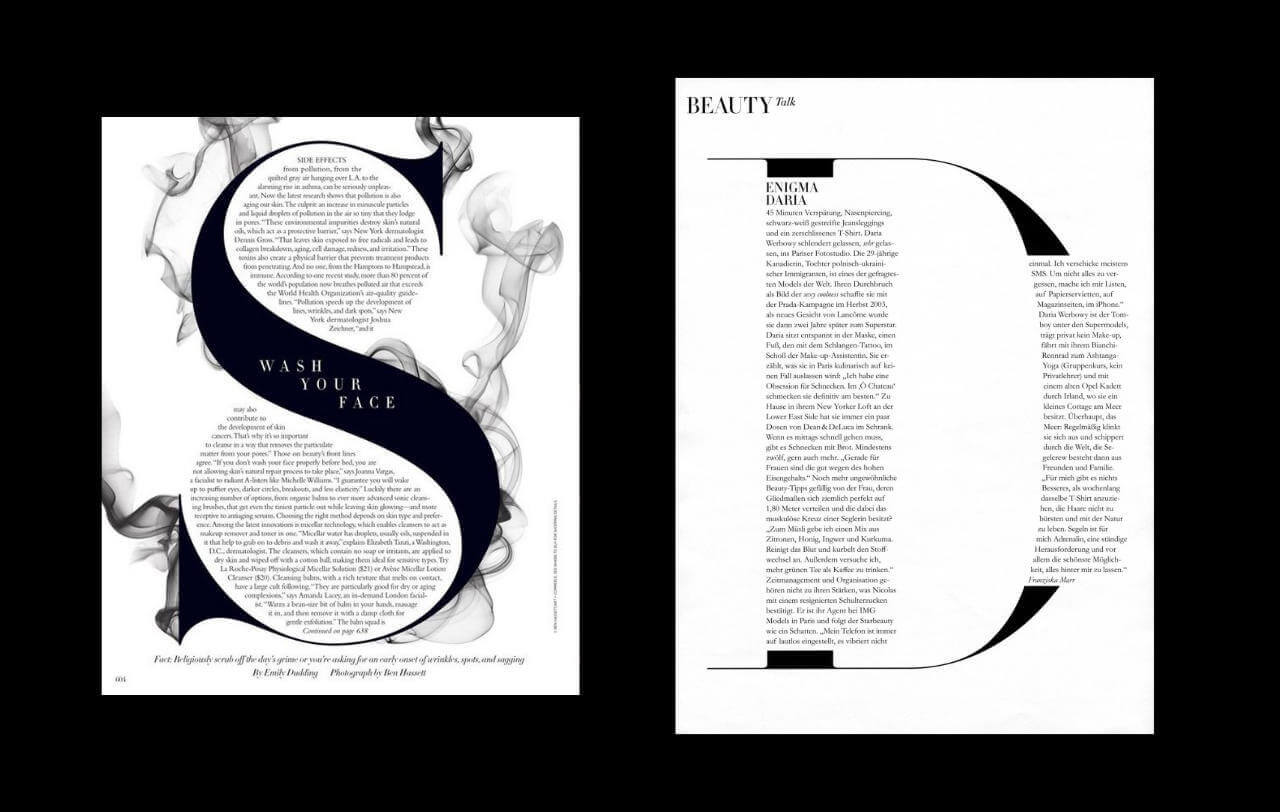 SIDE EFFECTS
from pollution, from the
quilted gray air hanging over L.A. to the
alarming rise in asthma, can be seriously unpleas-
ant. Now the latest research shows that pollution is also
aging our skin. The culprit: an increase in minuscule particles
and liquid droplets of pollution in the air so tiny that they lodge
in pores. "These environmental impurities destroy skin's natural
oils, which act as a protective barrier," says New York dermatologist
Dennis Gross. "That leaves skin exposed to free radicals and leads to
collagen breakdown, aging, cell damage, redness, and irritation." These
toxins also create a physical barrier that prevents treatment products
from penetrating. And no one, from the Hamptons to Hampstead, is
immune. According to one recent study, more than 80 percent of
the world's population now breathes polluted air that exceeds
the World Health Organization's air-quality guide-
lines. "Pollution speeds up the development of
lines, wrinkles, and dark spots," says New
York dermatologist Joshua
Zeichner, "and it
WASH
YOUR
FACE
may also
contribute to
the development of skin
cancers. That's why it's so important
to cleanse in a way that removes the particulate
matter from your pores." Those on beauty's front lines
agree. "If you don't wash your face properly before bed, you are
not allowing skin's natural repair process to take place," says Joanna Vargas,
a facialist to radiant A-listers like Michelle Williams. "I guarantee you will wake
up to puffier eyes, darker circles, breakouts, and less elasticity." Luckily there are an
increasing number of options, from organic balms to ever more advanced sonic cleans-
ing brushes, that get even the tiniest particle out while leaving skin glowing—and more
receptive to antiaging serums. Choosing the right method depends on skin type and prefer-
ence. Among the latest innovations is micellar technology, which enables cleansers to act as
makeup remover and toner in one. "Micellar water has droplets, usually oils, suspended in
it that help to grab on to debris and wash it away," explains Elizabeth Tanzi, a Washington,
D.C., dermatologist. The cleansers, which contain no soap or irritants, are applied to
dry skin and wiped off with a cotton ball, making them ideal for sensitive types. Try
La Roche-Posay Physiological Micellar Solution ($21) or Avène Micellar Lotion
Cleanser ($20). Cleansing balms, with a rich texture that melts on contact,
have a large cult following. "They are particularly good for dry or aging
complexions," says Amanda Lacey, an in-demand London facial-
ist. "Warm a bean-size bit of balm in your hands, massage
it in, and then remove it with a damp cloth for
gentle exfoliation." The balm squad is
Continued on page 638
Fact: Religiously scrub off the day's grime or you're asking for an early onset of wrinkles, spots, and sagging
By Emily Dudding Photograph by Ben Hassett
604
BEAUTY Talk
ENIGMA
DARIA
45 Minuten Verspätung, Nasenpiercing,
schwarz-weiß gestreifte Jeansleggings
und ein zerschlissenes T-Shirt. Daria
Werbowy schlendert gelassen, sehr gelas-
sen, ins Pariser Fotostudio. Die 29-jährige
Kanadierin, Tochter polnisch-ukraini-
scher Immigranten, ist eines der gefragtes-
ten Models der Welt. Ihren Durchbruch
als Bild der any coolness schaffte sie mit
der Prada-Kampagne im Herbst 2003,
als neues Gesicht von Lancôme wurde
sie dann zwei Jahre später zum Superstar.
Daria sitzt entspannt in der Maske, einen
Fuß, den mit dem Schlangen-Tattoo, im
Schoß der Make-up-Assistentin. Sie er-
zählt, was sie in Paris kulinarisch auf kei-
nen Fall auslassen wird: „Ich habe eine
Obsession für Schnecken. Im ‚Ô Chateau'
schmecken sie definitiv am besten." Zu
Hause in ihrem New Yorker Loft an der
Lower East Side hat sie immer ein paar
Dosen von Dean & DeLuca im Schrank.
Wenn es mittags schnell gehen muss,
gibt es Schnecken mit Brot. Mindestens
zwölf, gern auch mehr. „Gerade für
Frauen sind die gut wegen des hohen
Eisengehalts." Noch mehr ungewöhnliche
Beauty-Tipps gefällig von der Frau, deren
Gliedmaßen sich ziemlich perfekt auf
1,80 Meter verteilen und die dabei das
muskulöse Kreuz einer Seglerin besitzt?
„Zum Müsli gebe ich einen Mix aus
Zitronen, Honig, Ingwer und Kurkuma.
Reinigt das Blut und kurbelt den Stoff-
wechsel an. Außerdem versuche ich,
mehr grünen Tee als Kaffee zu trinken."
Zeitmanagement und Organisation ge-
hören nicht zu ihren Stärken, was Nicolas
mit einem resignierten Schulterzucken
bestätigt. Er ist ihr Agent bei IMG
Models in Paris und folgt der Starbeauty
wie ein Schatten. „Mein Telefon ist immer
auf lautlos eingestellt, es vibriert nicht
einmal. Ich verschicke meistens
SMS. Um nicht alles zu ver-
gessen, mache ich mir Listen,
auf Papierservietten, auf
Magazinseiten, im iPhone."
Daria Werbowy ist der Tom-
boy unter den Supermodels,
trägt privat kein Make-up,
fährt mit ihrem Bianchi-
Rennrad zum Ashtanga-
Yoga (Gruppenkurs, kein
Privatlehrer) und mit
einem alten Opel Kadett
durch Irland, wo sie ein
kleines Cottage am Meer
besitzt. Überhaupt, das
Meer: Regelmäßig klinkt
sie sich aus und schippert
durch die Welt, die Se-
gelcrew besteht dann aus
Freunden und Familie.
„Für mich gibt es nichts
Besseres, als wochenlang
dasselbe T-Shirt anzuzie-
hen, die Haare nicht zu
bürsten und mit der Natur
zu leben. Segeln ist für
mich Adrenalin, eine ständige
Herausforderung und vor
allem die schönste Möglich-
keit, alles hinter mir zu lassen."
Franziska Marr